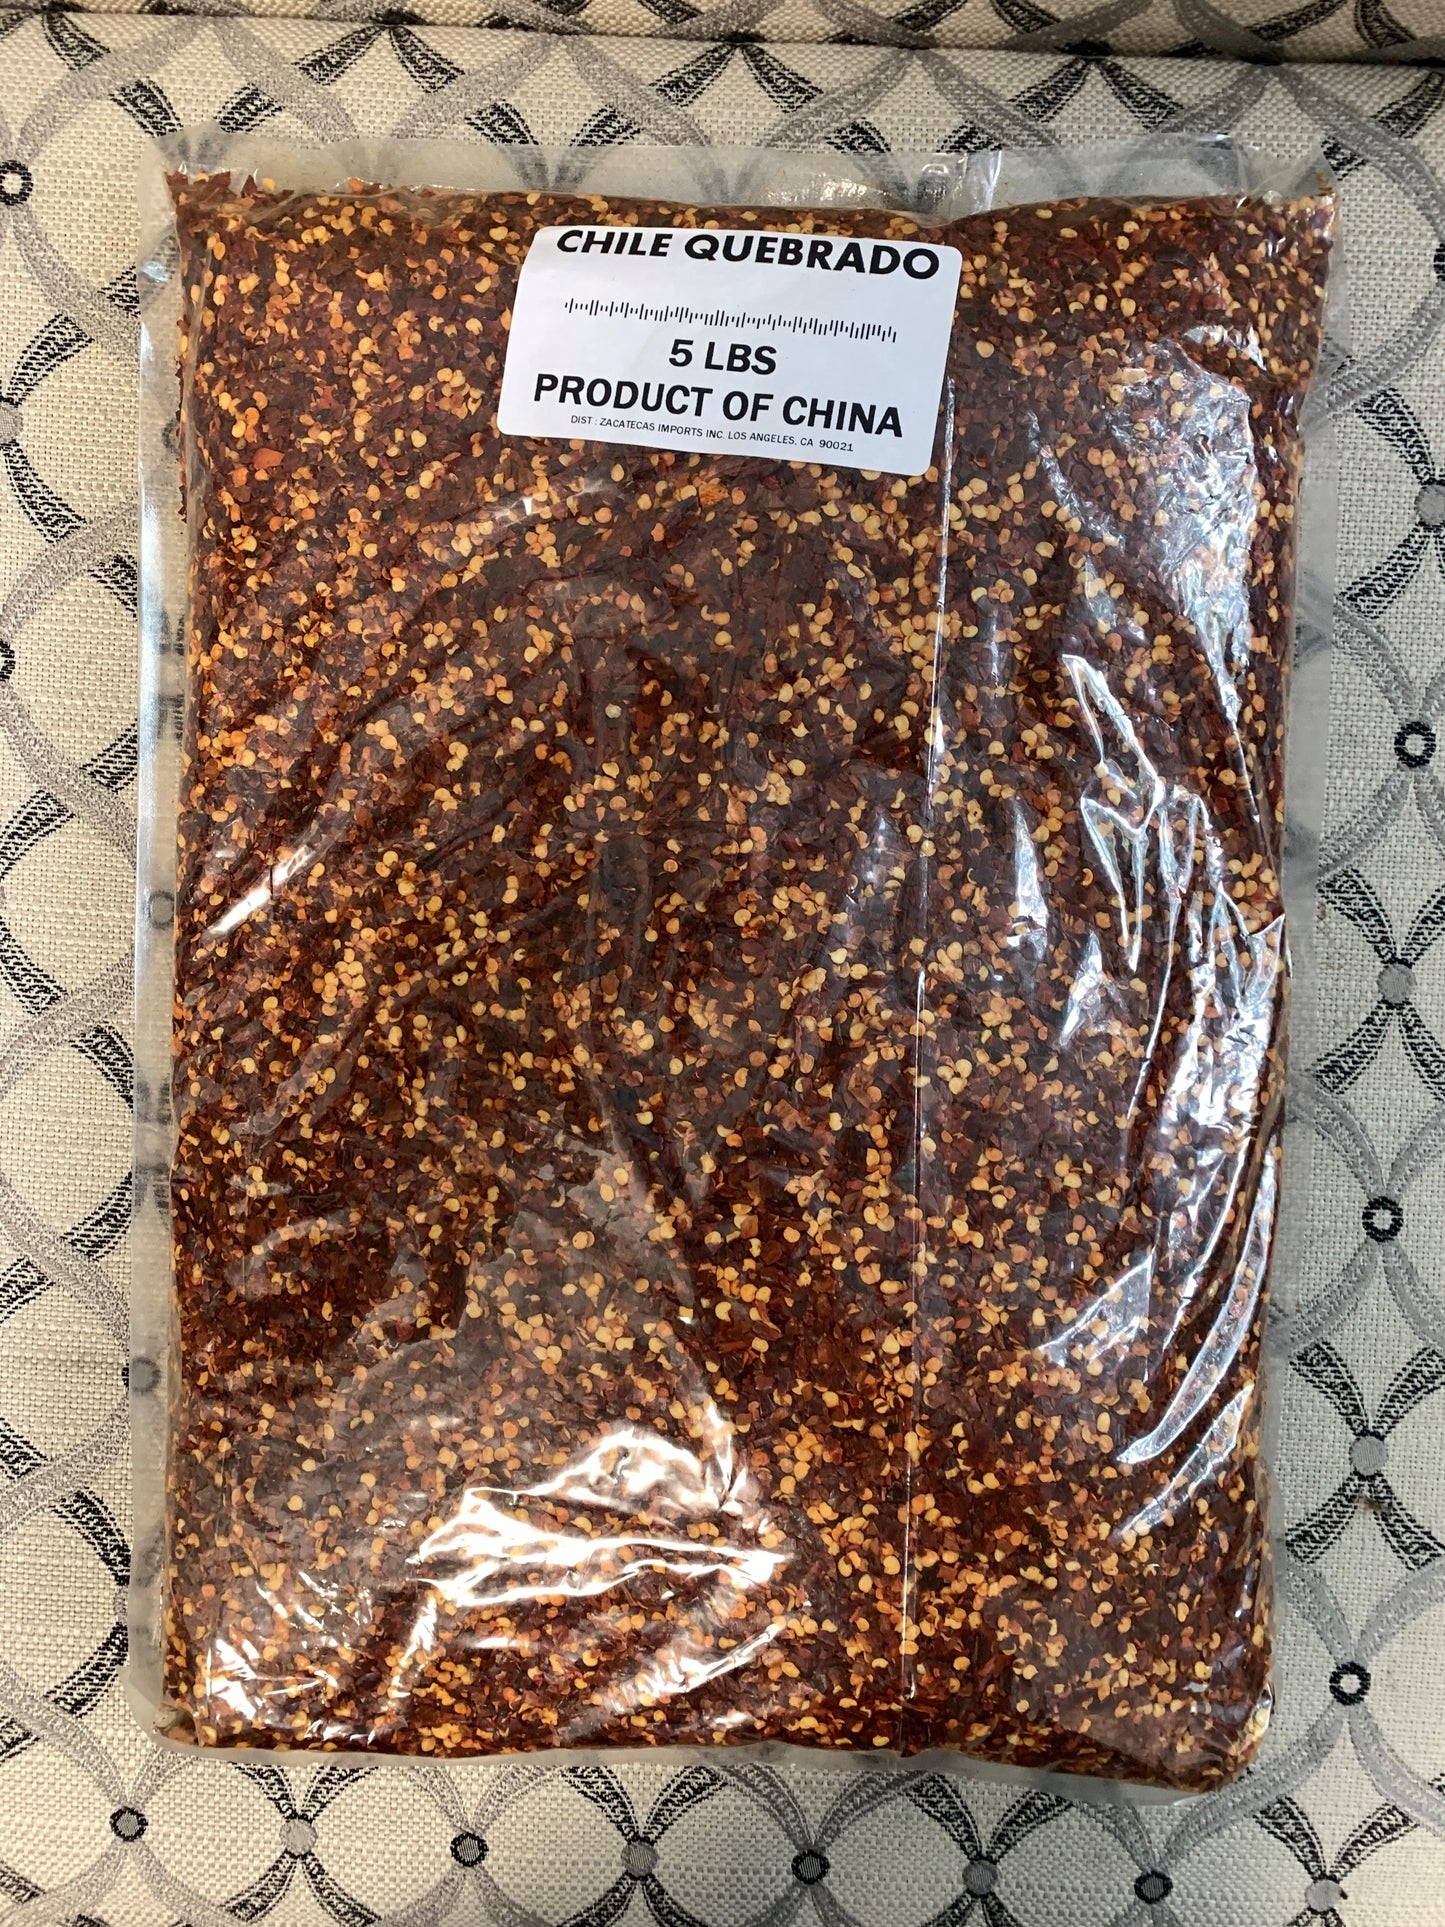 CHILE QUEBRADO
5 LBS
PRODUCT OF CHINA
DIST : ZACATECAS IMPORTS INC. LOS ANGELES, CA 90021